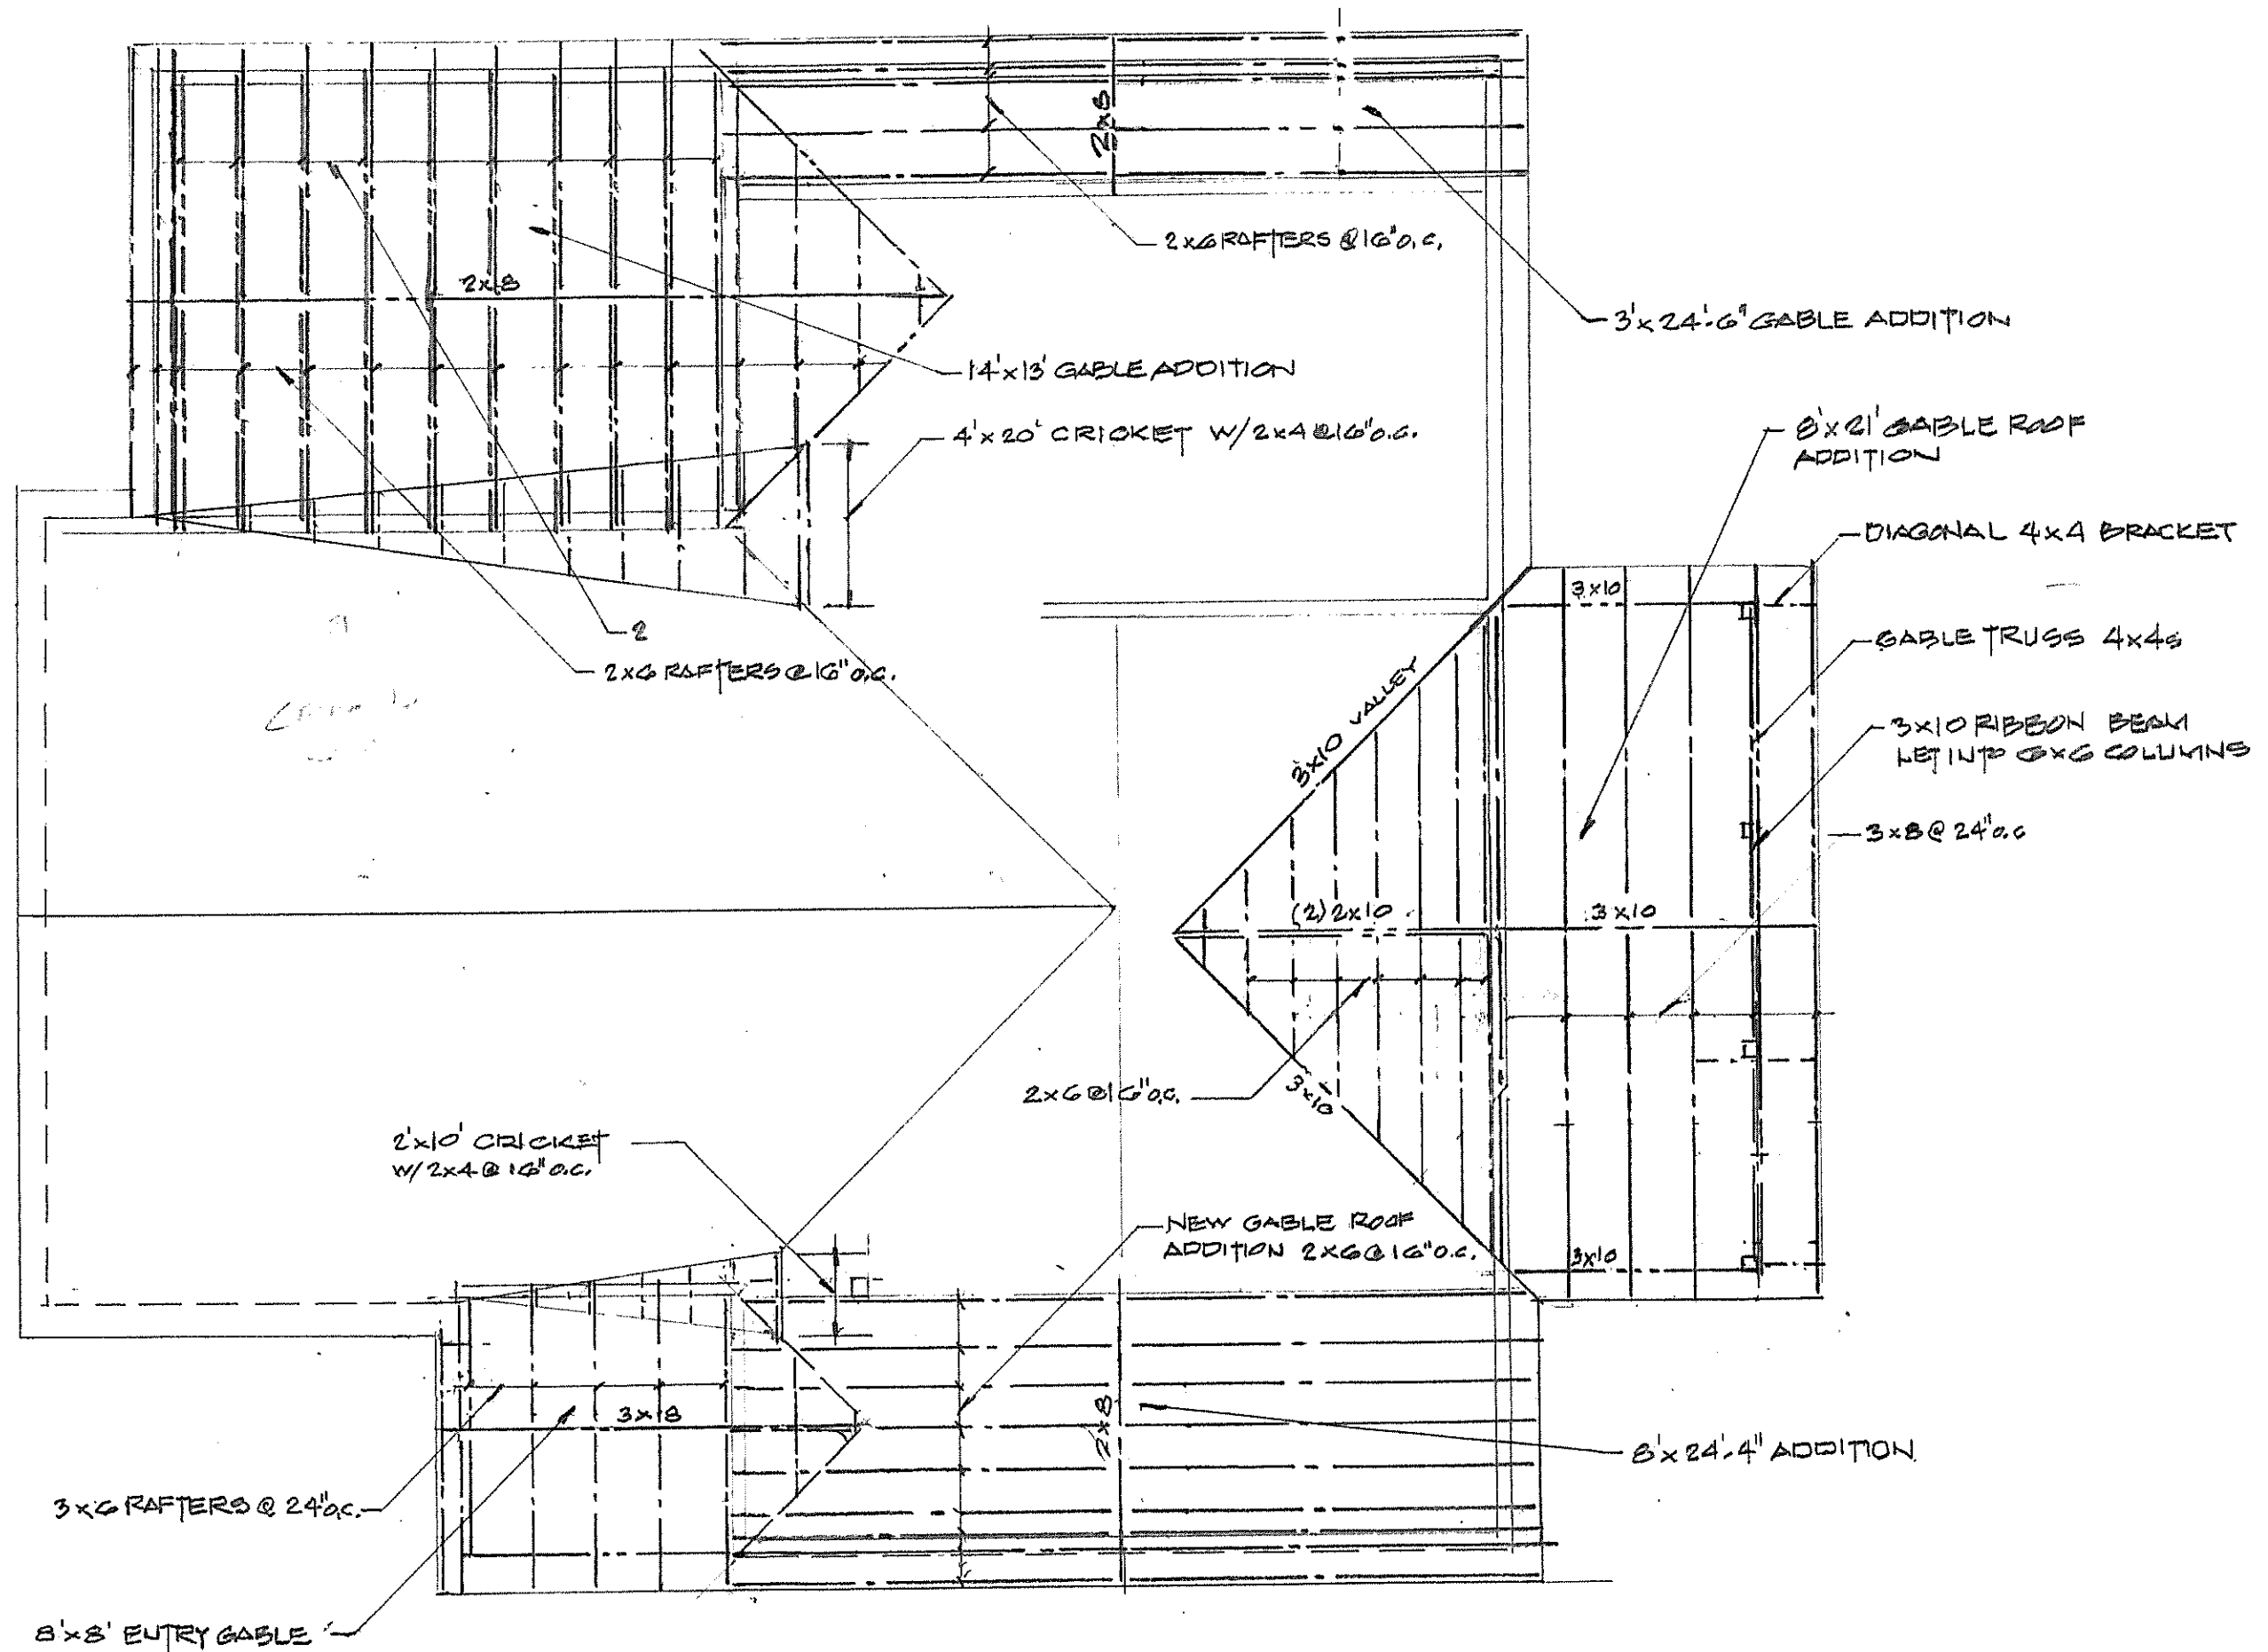 2x6
2x6 RAFTERS @ 16" O.C.
2x8
3'x24'-6" GABLE ADDITION
14'x13' GABLE ADDITION
4'x20' CRICKET W/2x4 @ 16" O.C.
8'x21' GABLE ROOF
ADDITION
DIAGONAL 4x4 BRACKET
3x10
2
GABLE TRUSS 4x4s
2x6 RAFTERS @ 16" O.C.
3x10 VALLEY
3x10 RIBBON BEAM
LET INTO 6x6 COLUMNS
3x8 @ 24" O.C
(2) 2x10
3x10
2x6 @ 16" O.C.
3x10
2'x10' CRICKET
W/ 2x4 @ 16" O.C.
NEW GABLE ROOF
ADDITION 2x6 @ 16" O.C.
3x10
3x8
2x8
8'x24'-4" ADDITION
3x6 RAFTERS @ 24" O.C.
8'x8' ENTRY GABLE